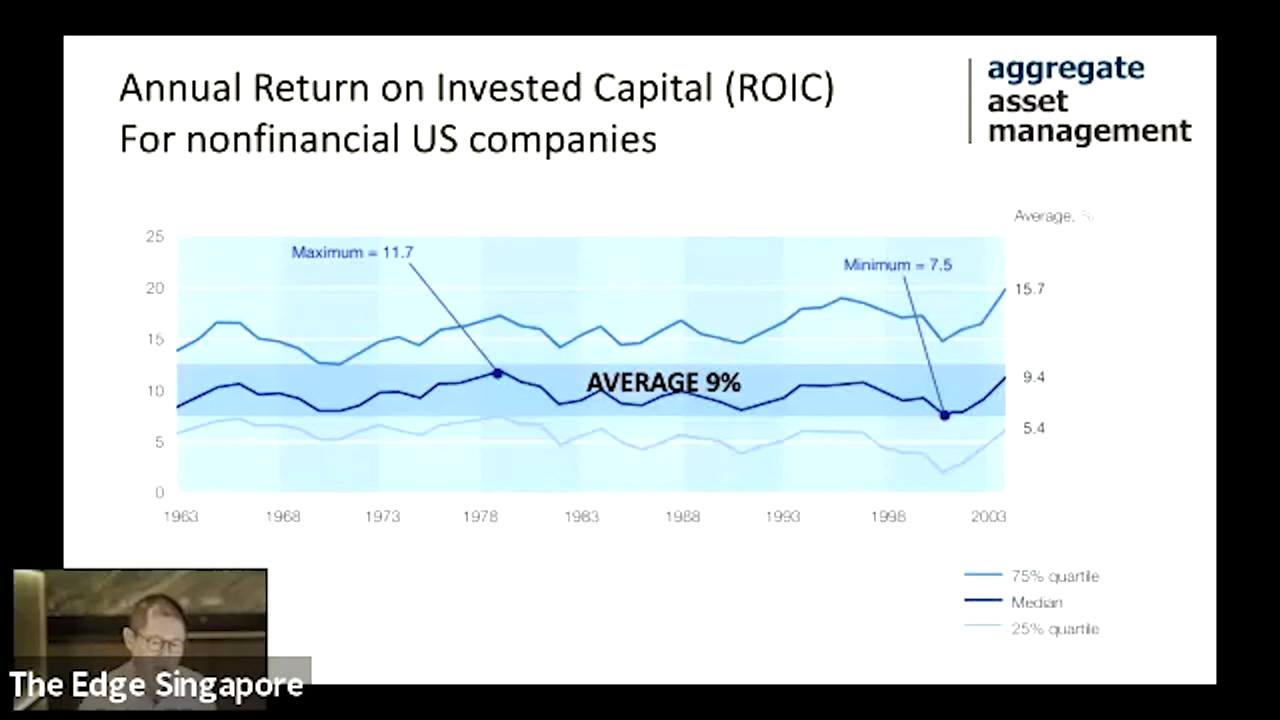 Annual Return on Invested Capital (ROIC)
For nonfinancial US companies
aggregate
asset
management
Average, %
25
20
15
10
5
0
Maximum = 11.7
Minimum = 7.5
AVERAGE 9%
15.7
9.4
5.4
1963
1968
1973
1978
1983
1988
1993
1998
2003
75% quartile
Median
25% quartile
The Edge Singapore